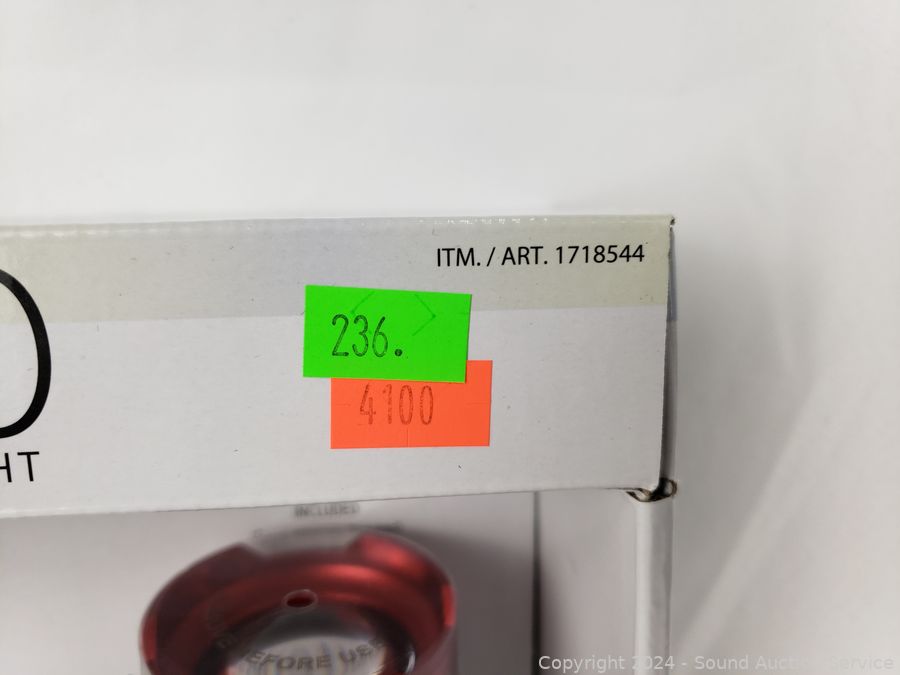 ITM. / ART. 1718544
236.
4100
D
HT
INCLUDED
BEFORE USE
Copyright 2024 - Sound Auction Service